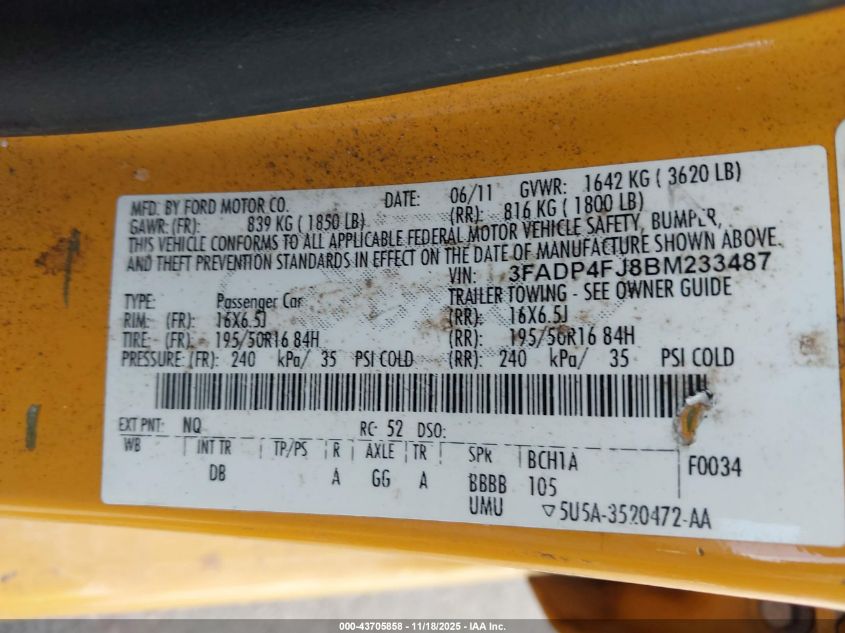 MFD. BY FORD MOTOR CO. DATE: 06/11 GVWR: 1642 KG ( 3620 LB)
GAWR: (FR): 839 KG ( 1850 LB) (RR): 816 KG ( 1800 LB)
THIS VEHICLE CONFORMS TO ALL APPLICABLE FEDERAL MOTOR VEHICLE SAFETY, BUMPER,
AND THEFT PREVENTION STANDARDS IN EFFECT ON THE DATE OF MANUFACTURE SHOWN ABOVE.
VIN: 3FADP4FJ8BM233487
TYPE: Passenger Car TRAILER TOWING - SEE OWNER GUIDE
RIM: (FR): 16X6.5J (RR): 16X6.5J
TIRE: (FR): 195/50R16 84H (RR): 195/50R16 84H
PRESSURE: (FR): 240 kPa/ 35 PSI COLD (RR): 240 kPa/ 35 PSI COLD
EXT PNT: NQ RC: 52 DSO:
WB INT TR TP/PS R AXLE TR SPR BCH1A F0034
DB A GG A BBBB 105
UMU ▽5U5A-3520472-AA
000-43705858 - 11/18/2025 - IAA Inc.